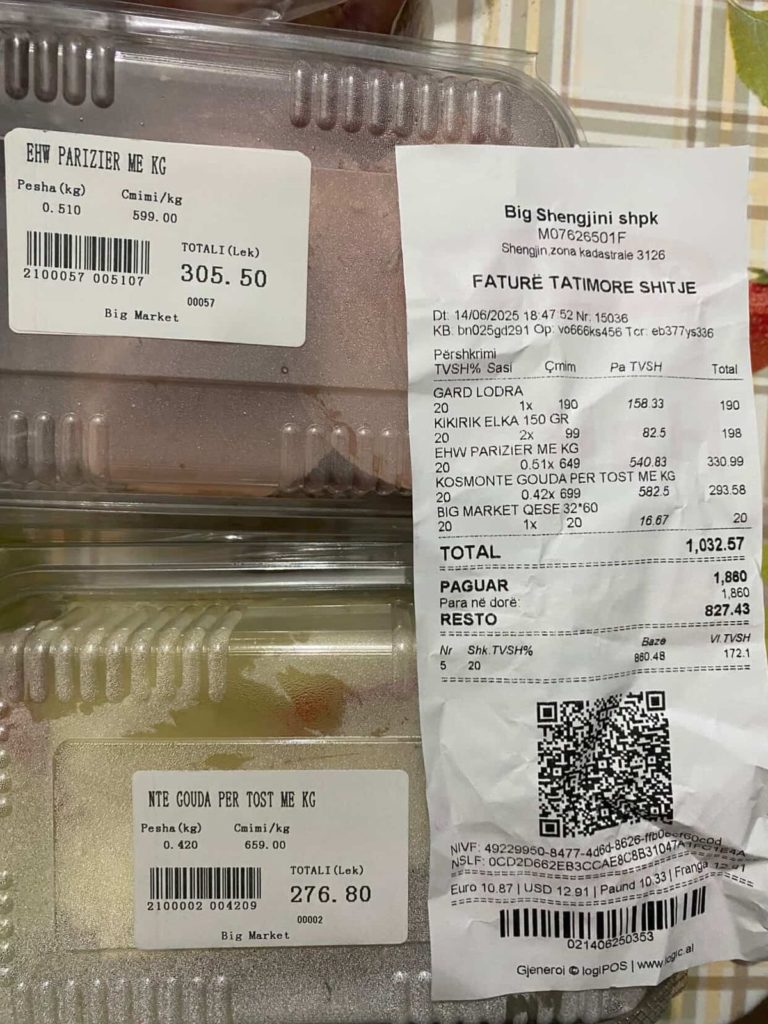 EHW PARIZIER ME KG
Pesha(kg) Cmimi/kg
0.510 599.00
TOTALI(Lek)
2100057 005107 305.50
00057
Big Market
NTE GOUDA PER TOST ME KG
Pesha(kg) Cmimi/kg
0.420 659.00
TOTALI(Lek)
2100002 004209 276.80
00002
Big Market
Big Shengjini shpk
M07626501F
Shengjin,zona kadastrale 3126
FATURË TATIMORE SHITJE
Dt: 14/06/2025 18:47:52 Nr. 15036
KB: bn025gd291 Op: vo666ks456 Tcr: eb377ys336
Përshkrimi
TVSH% Sasi Çmim Pa TVSH Total
GARD LODRA
20 1x 190 158.33 190
KIKIRIK ELKA 150 GR
20 2x 99 82.5 198
EHW PARIZIER ME KG
20 0.51x 649 540.83 330.99
KOSMONTE GOUDA PER TOST ME KG
20 0.42x 699 582.5 293.58
BIG MARKET QESE 32*60
20 1x 20 16.67 20
TOTAL 1,032.57
PAGUAR 1,860
Para në dorë: 1,860
RESTO 827.43
Nr Shk.TVSH% Baze Vl.TVSH
5 20 860.48 172.1
NIVF: 49229950-8477-4d6d-8626-
NSLF: 0CD2D662EB3CCAE8C8B31047A1FC1E4A
Euro 10.87 | USD 12.91 | Paund 10.33 | Franga 12.91
021406250353
Gjeneroi © logiPOS | www.logic.al